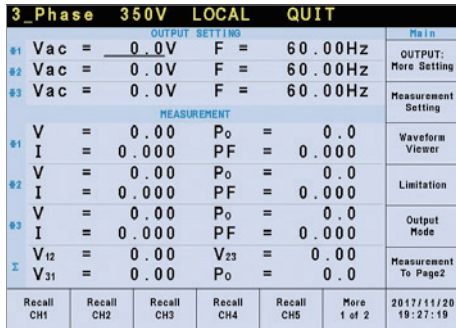 3_Phase 350V LOCAL QUIT
OUTPUT SETTING
Φ1 Vac = 0.0V F = 60.00Hz
Φ2 Vac = 0.0V F = 60.00Hz
Φ3 Vac = 0.0V F = 60.00Hz
MEASUREMENT
Φ1 V = 0.00 Po = 0.0
I = 0.000 PF = 0.000
Φ2 V = 0.00 Po = 0.0
I = 0.000 PF = 0.000
Φ3 V = 0.00 Po = 0.0
I = 0.000 PF = 0.000
Σ V12 = 0.00 V23 = 0.00
V31 = 0.00 Po = 0.0
Main
OUTPUT:
More Setting
Measurement
Setting
Waveform
Viewer
Limitation
Output
Mode
Measurement
To Page2
Recall
CH1
Recall
CH2
Recall
CH3
Recall
CH4
Recall
CH5
More
1 of 2
2017/11/20
19:27:19